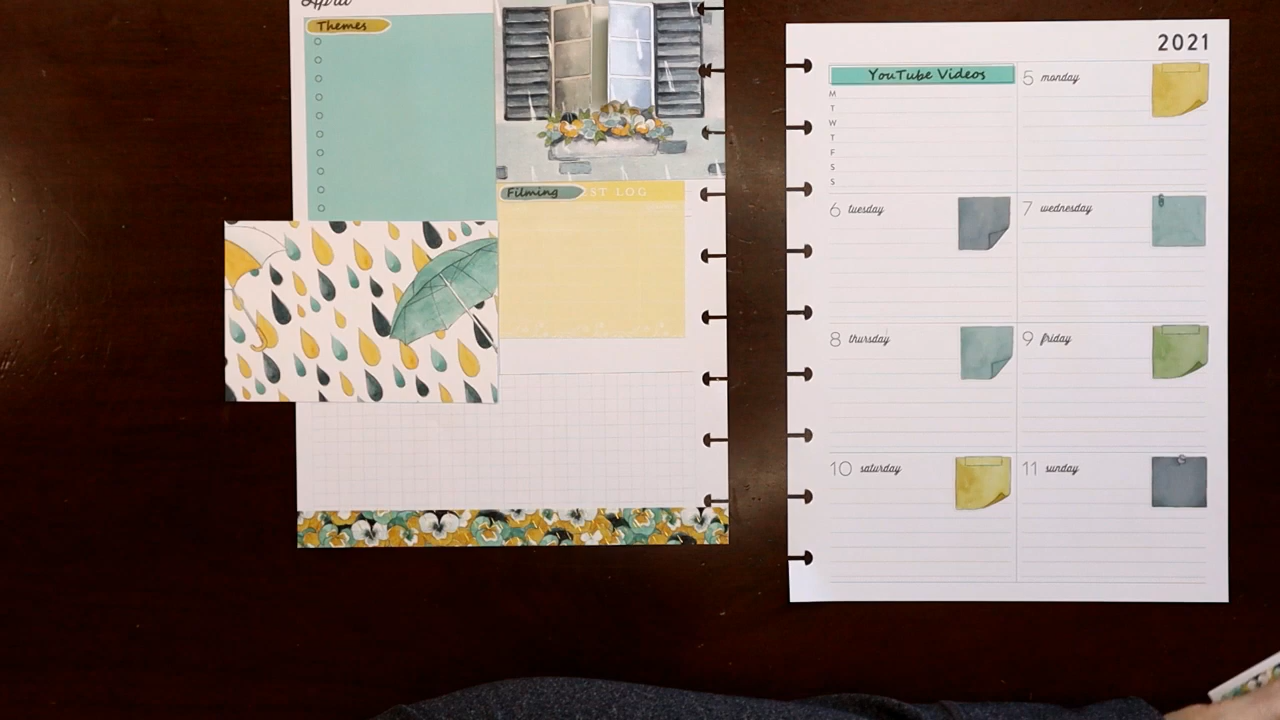 April
Themes
Filming ST LOG
2021
YouTube Videos
M
T
W
T
F
S
S
5 monday
6 tuesday
7 wednesday
8 thursday
9 friday
10 saturday
11 sunday